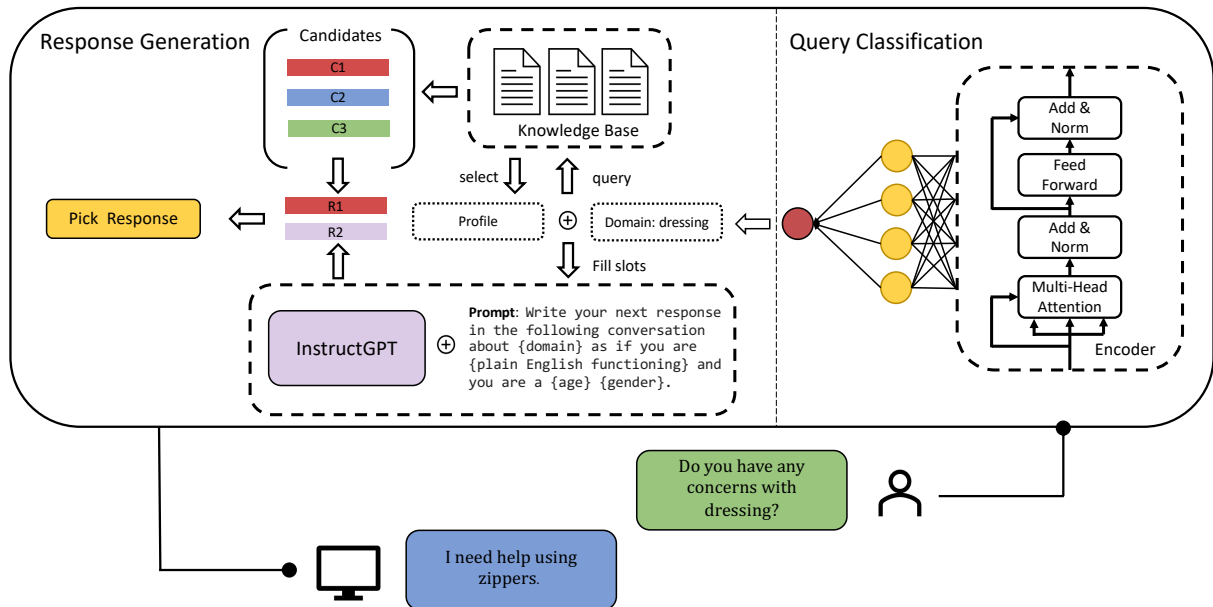 Response Generation
Candidates
C1
C2
C3
Knowledge Base
select
query
Pick Response
R1
R2
Profile
Domain: dressing
Fill slots
InstructGPT
Prompt: Write your next response
in the following conversation
about {domain} as if you are
{plain English functioning} and
you are a {age} {gender}.
Query Classification
Add &
Norm
Feed
Forward
Add &
Norm
Multi-Head
Attention
Encoder
Do you have any
concerns with
dressing?
I need help using
zippers.